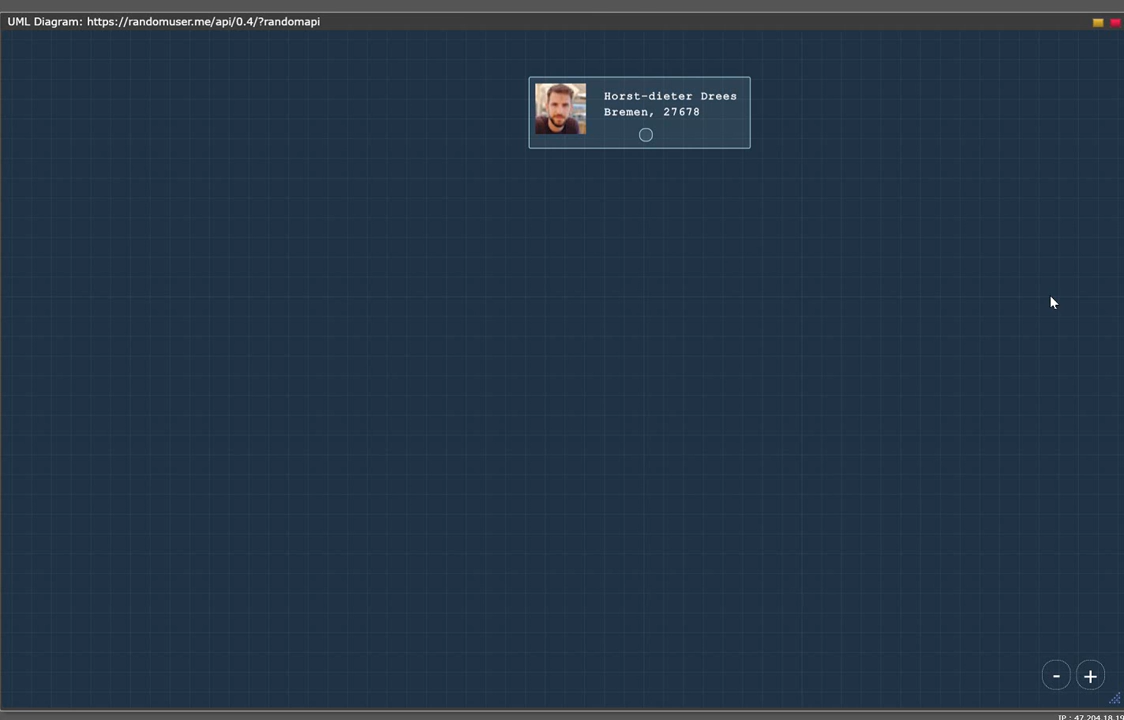 UML Diagram: https://randomuser.me/api/0.4/?randomapi
Horst-dieter Drees
Bremen, 27678
- +